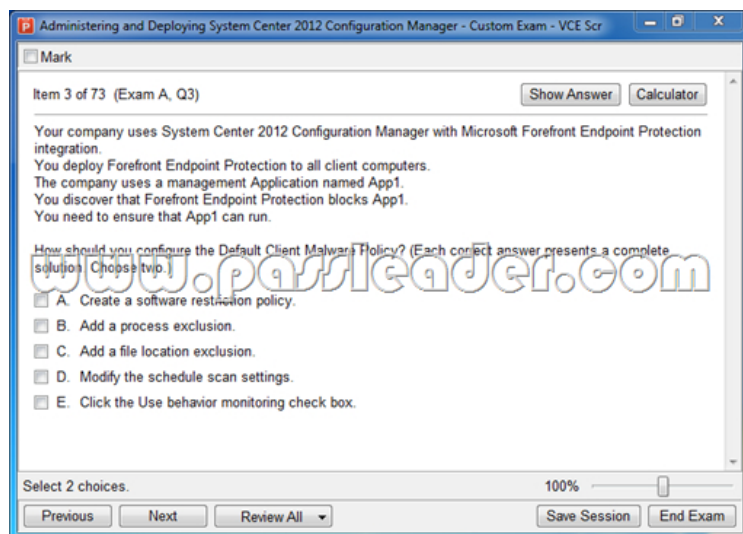 Administering and Deploying System Center 2012 Configuration Manager - Custom Exam - VCE Scr
Mark
Item 3 of 73 (Exam A, Q3)
Show Answer
Calculator
Your company uses System Center 2012 Configuration Manager with Microsoft Forefront Endpoint Protection
integration.
You deploy Forefront Endpoint Protection to all client computers.
The company uses a management Application named App1.
You discover that Forefront Endpoint Protection blocks App1.
You need to ensure that App1 can run.
How should you configure the Default Client Malware Policy? (Each correct answer presents a complete
solution. Choose two.)
www.passleader.com
A. Create a software restriction policy.
B. Add a process exclusion.
C. Add a file location exclusion.
D. Modify the schedule scan settings.
E. Click the Use behavior monitoring check box.
Select 2 choices.
100%
Previous
Next
Review All
Save Session
End Exam